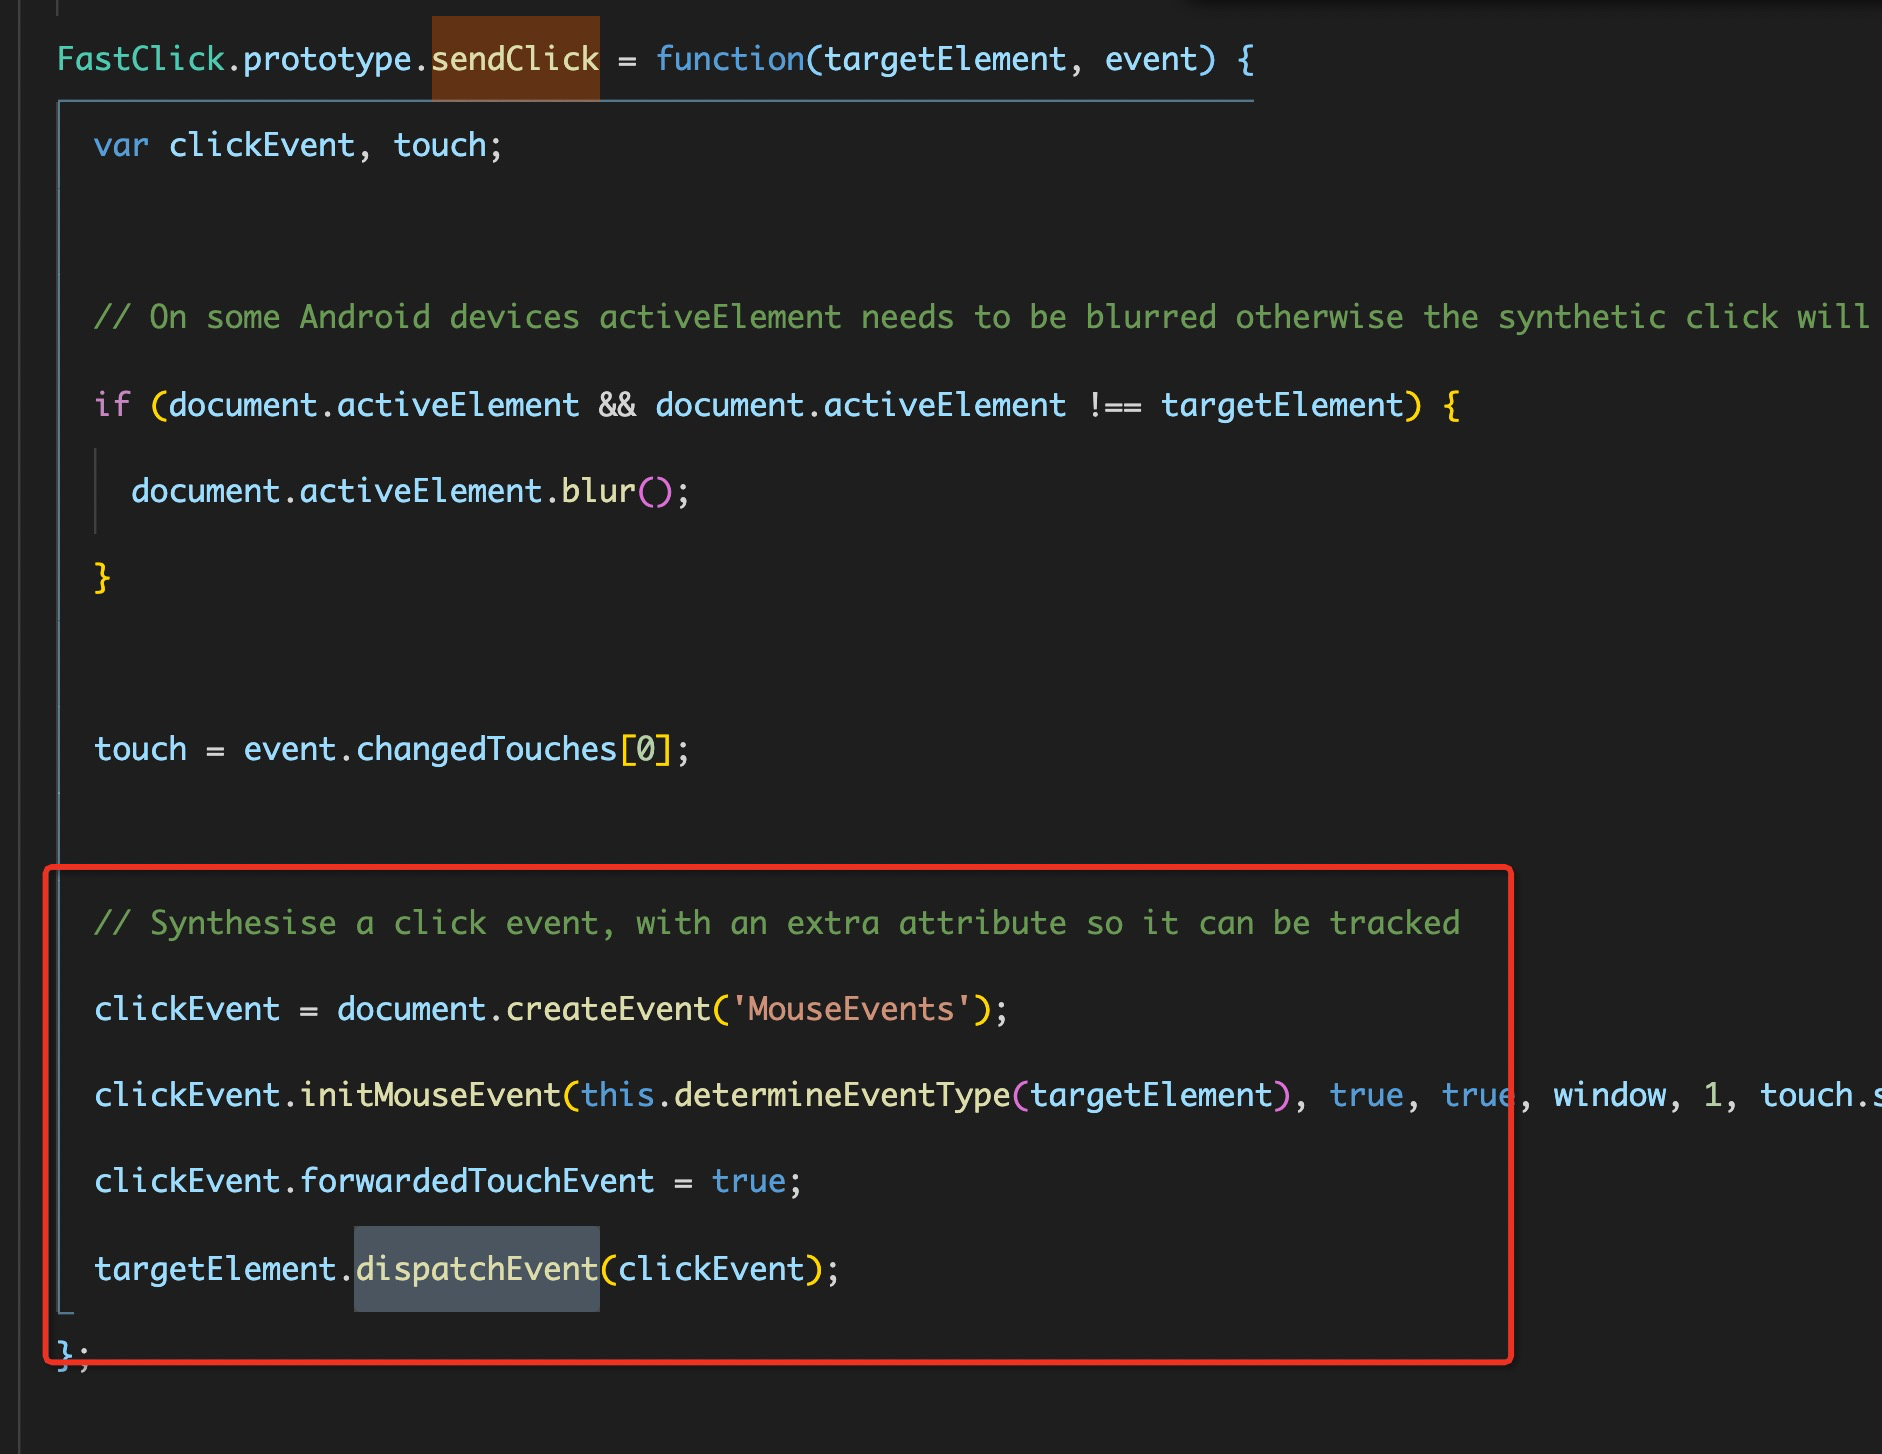 FastClick.prototype.sendClick = function(targetElement, event) {
var clickEvent, touch;
// On some Android devices activeElement needs to be blurred otherwise the synthetic click will
if (document.activeElement && document.activeElement !== targetElement) {
document.activeElement.blur();
}
touch = event.changedTouches[0];
// Synthesise a click event, with an extra attribute so it can be tracked
clickEvent = document.createEvent('MouseEvents');
clickEvent.initMouseEvent(this.determineEventType(targetElement), true, true, window, 1, touch.s
clickEvent.forwardedTouchEvent = true;
targetElement.dispatchEvent(clickEvent);
};